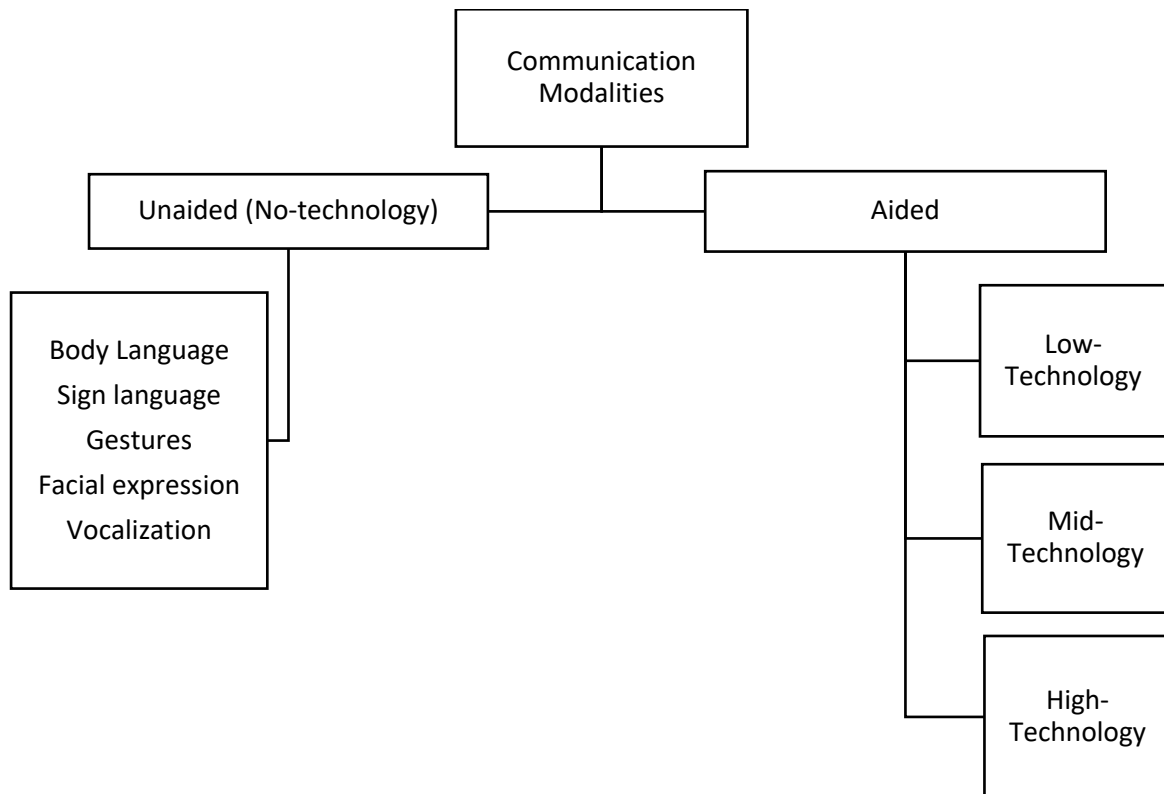 Communication
Modalities
Unaided (No-technology)
Aided
Body Language
Sign language
Gestures
Facial expression
Vocalization
Low-
Technology
Mid-
Technology
High-
Technology